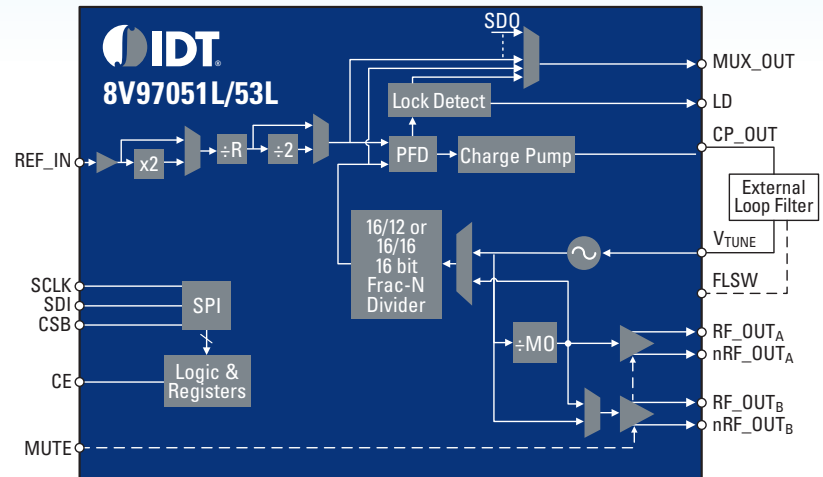 IDT.
8V97051L/53L
SDO
MUX_OUT
Lock Detect
LD
CP_OUT
REF_IN
x2
÷R
÷2
PFD
Charge Pump
External
Loop Filter
16/12 or
16/16
16 bit
Frac-N
Divider
VTUNE
FLSW
SCLK
SDI
CSB
SPI
÷MO
RF_OUTA
nRF_OUTA
Logic &
Registers
CE
RF_OUTB
nRF_OUTB
MUTE